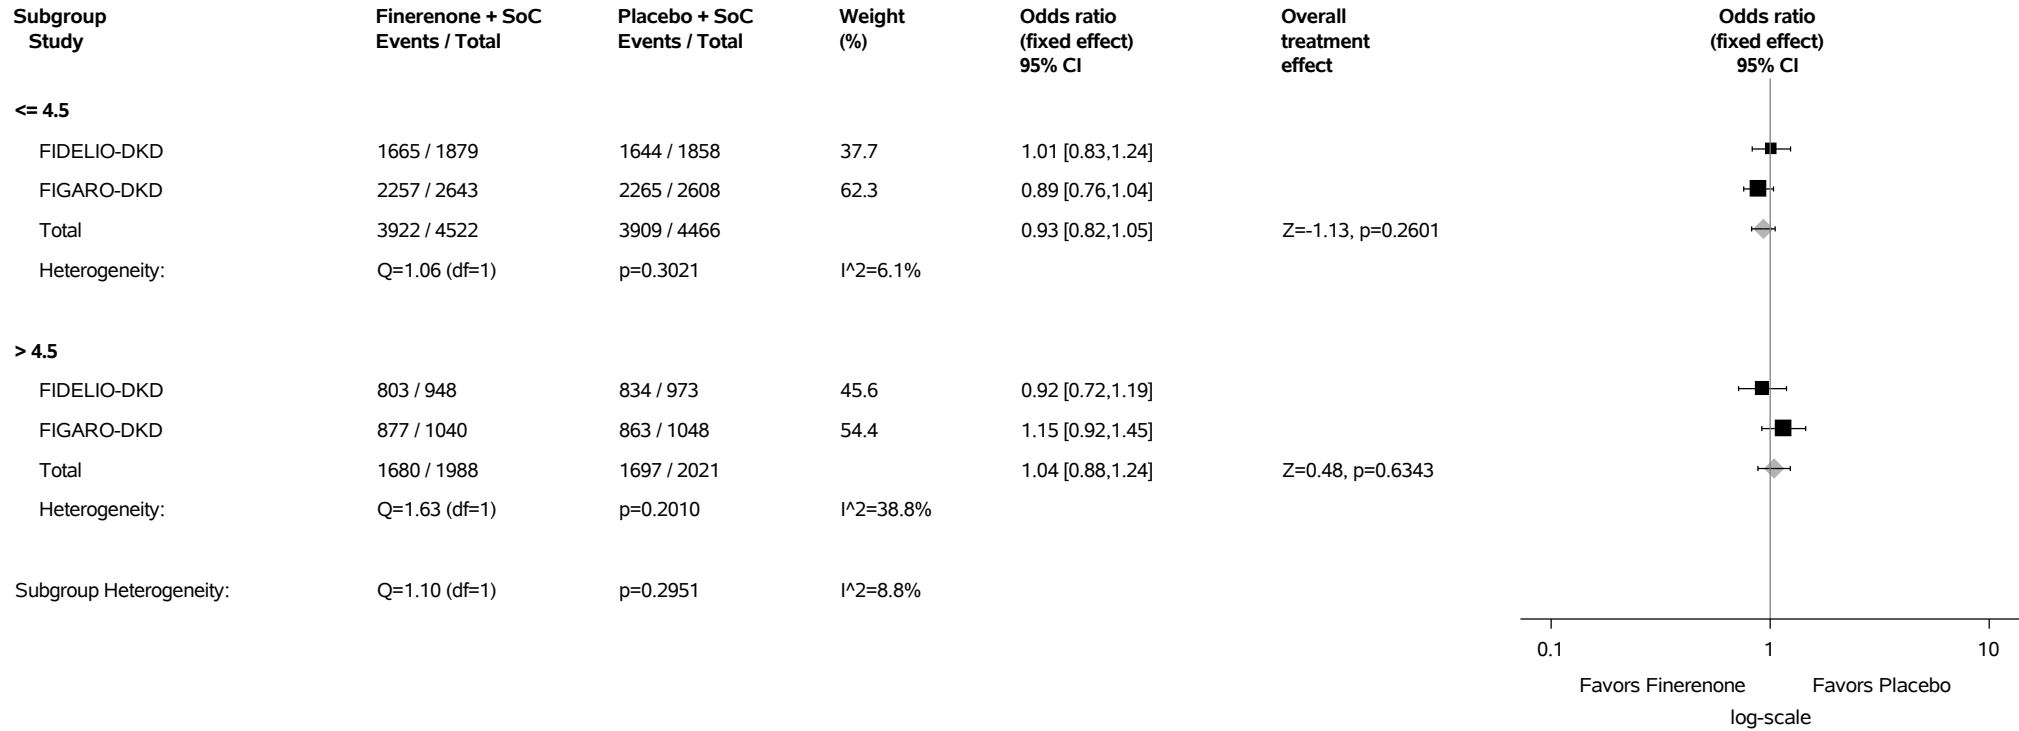 Subgroup Finerenone + SoC Placebo + SoC Weight Odds ratio Overall Odds ratio
Study Events / Total Events / Total (%) (fixed effect) treatment (fixed effect)
95% CI effect 95% CI
<= 4.5
FIDELIO-DKD 1665 / 1879 1644 / 1858 37.7 1.01 [0.83,1.24]
FIGARO-DKD 2257 / 2643 2265 / 2608 62.3 0.89 [0.76,1.04]
Total 3922 / 4522 3909 / 4466 0.93 [0.82,1.05] Z=-1.13, p=0.2601
Heterogeneity: Q=1.06 (df=1) p=0.3021 I^2=6.1%
> 4.5
FIDELIO-DKD 803 / 948 834 / 973 45.6 0.92 [0.72,1.19]
FIGARO-DKD 877 / 1040 863 / 1048 54.4 1.15 [0.92,1.45]
Total 1680 / 1988 1697 / 2021 1.04 [0.88,1.24] Z=0.48, p=0.6343
Heterogeneity: Q=1.63 (df=1) p=0.2010 I^2=38.8%
Subgroup Heterogeneity: Q=1.10 (df=1) p=0.2951 I^2=8.8%
0.1 1 10
Favors Finerenone Favors Placebo
log-scale